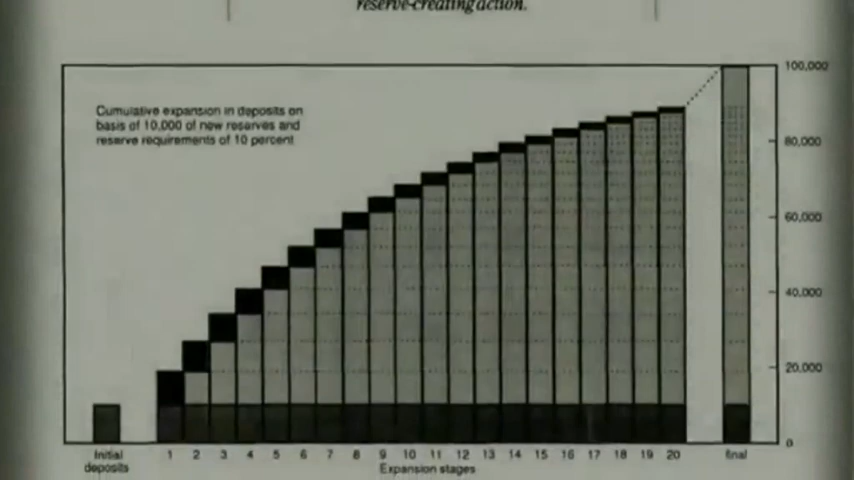 reserve-creating action.
100,000
Cumulative expansion in deposits on
basis of 10,000 of new reserves and
reserve requirements of 10 percent
80,000
60,000
40,000
20,000
0
Initial
deposits
1 2 3 4 5 6 7 8 9 10 11 12 13 14 15 16 17 18 19 20 final
Expansion stages